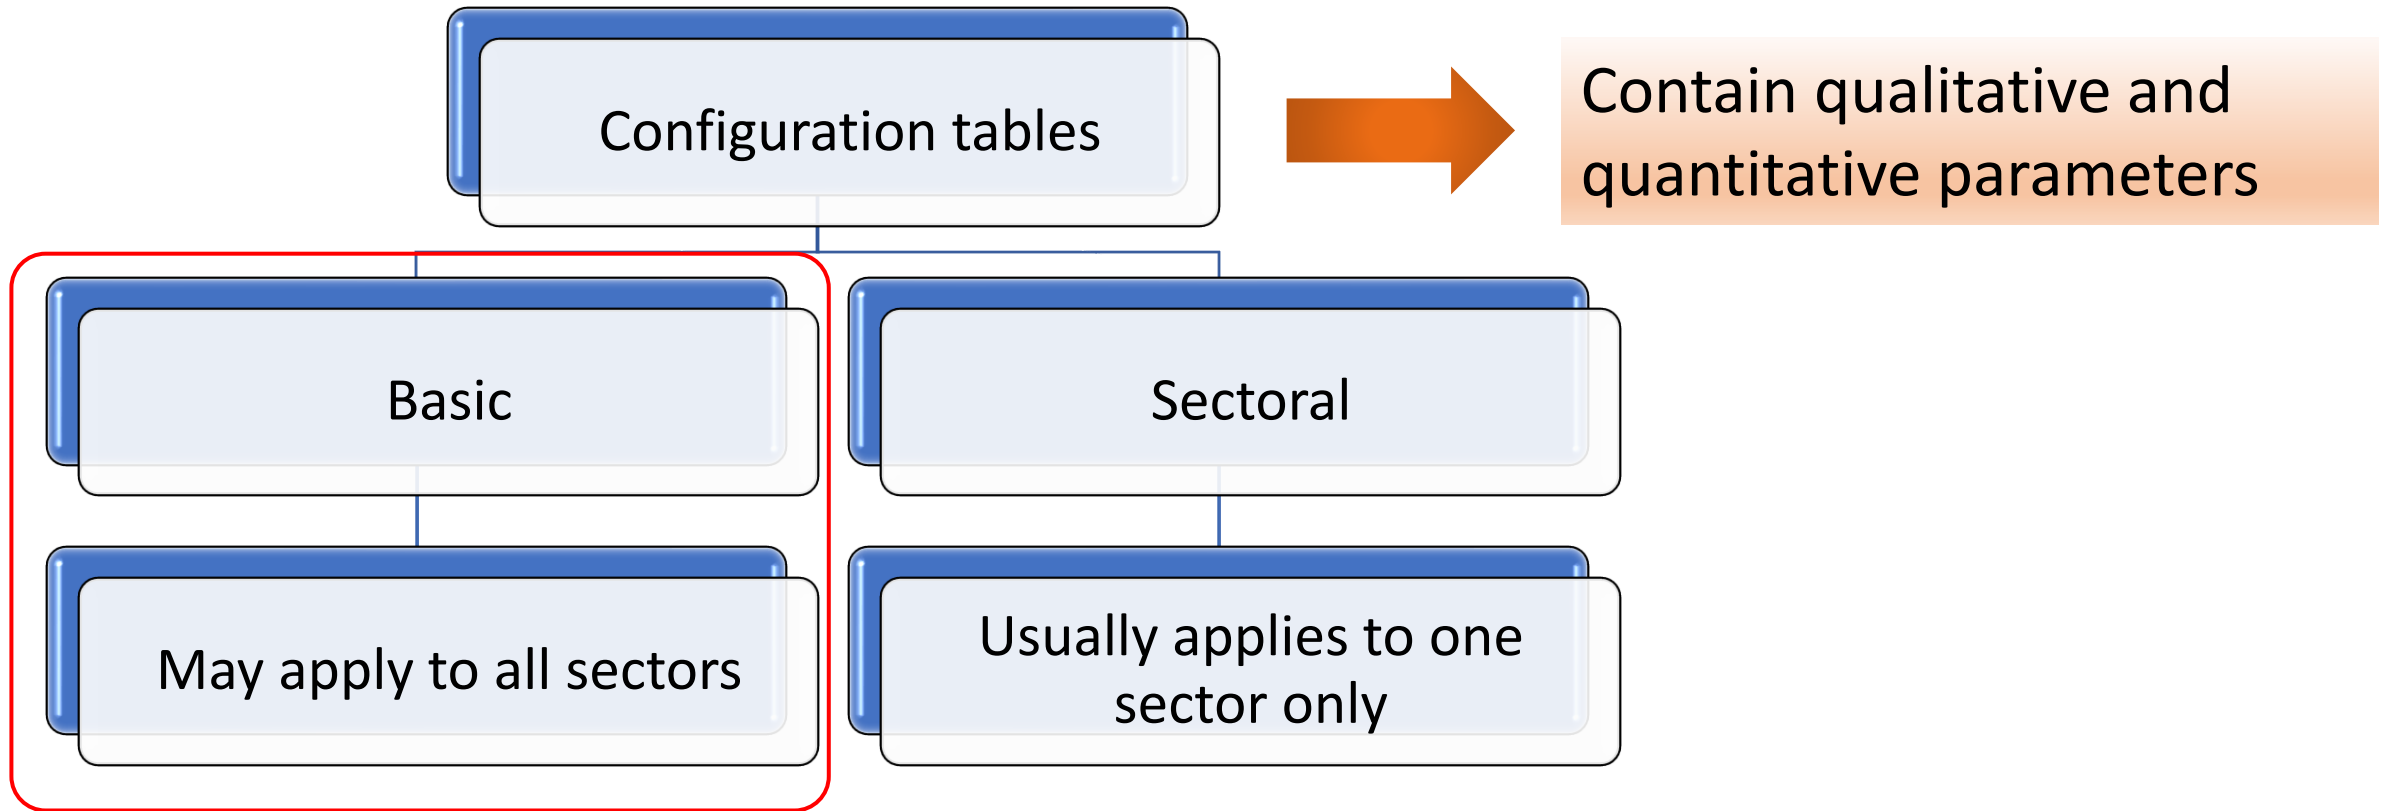 Configuration tables
Contain qualitative and
quantitative parameters
Basic
Sectoral
May apply to all sectors
Usually applies to one
sector only